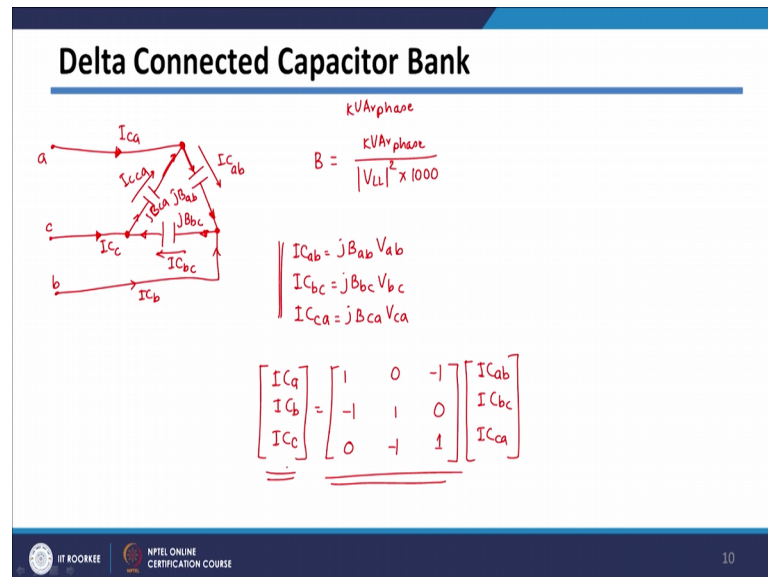 Delta Connected Capacitor Bank
KVAr phase
B = KVAr phase / |VLL|² × 1000
a
ICa
ICab
ICca
jBca
jBab
jBbc
c
ICc
ICbc
b
ICb
ICab = jBab Vab
ICbc = jBbc Vbc
ICca = jBca Vca
[ICa] = [1 0 -1] [ICab]
[ICb] = [-1 1 0] [ICbc]
[ICc] = [0 -1 1] [ICca]
IIT ROORKEE
NPTEL ONLINE
CERTIFICATION COURSE
10